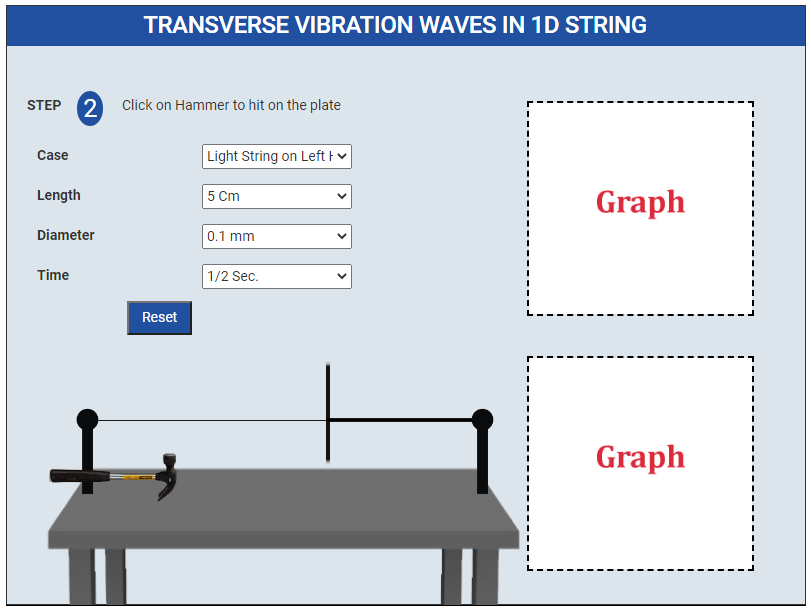 TRANSVERSE VIBRATION WAVES IN 1D STRING
STEP 2 Click on Hammer to hit on the plate
Case Light String on Left H
Length 5 Cm
Diameter 0.1 mm
Time 1/2 Sec.
Reset
Graph
Graph